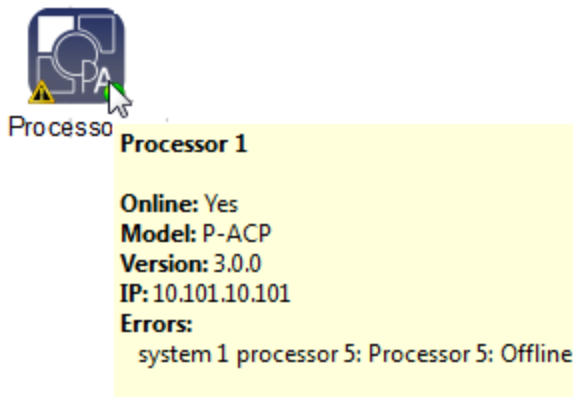 PA
Processo
Processor 1
Online: Yes
Model: P-ACP
Version: 3.0.0
IP: 10.101.10.101
Errors:
system 1 processor 5: Processor 5: Offline